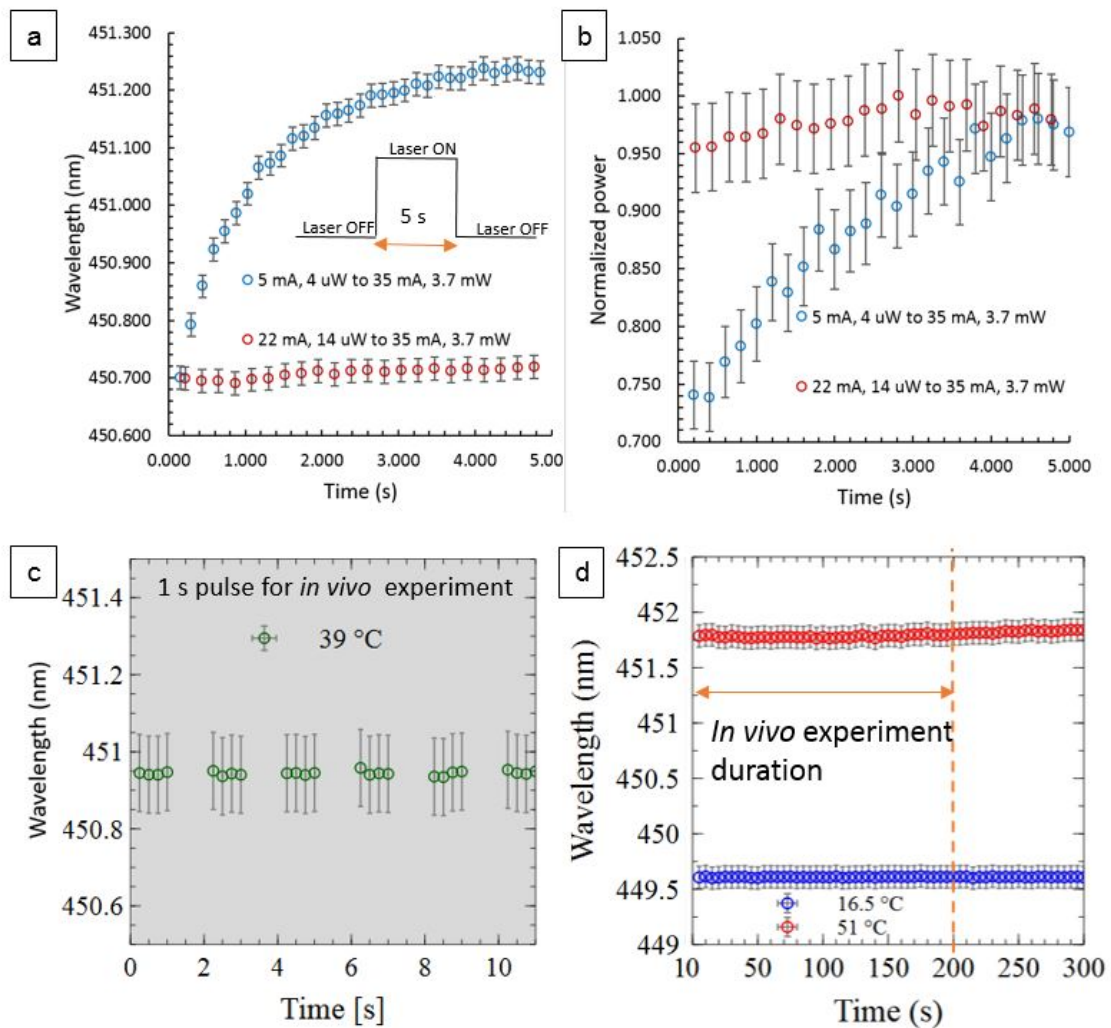 a
451.300
451.200
451.100
451.000
450.900
450.800
450.700
450.600
Wavelength (nm)
Laser ON
Laser OFF
5 s
Laser OFF
5 mA, 4 uW to 35 mA, 3.7 mW
22 mA, 14 uW to 35 mA, 3.7 mW
0.000 1.000 2.000 3.000 4.000 5.00
Time (s)
b
1.050
1.000
0.950
0.900
0.850
0.800
0.750
0.700
Normalized power
5 mA, 4 uW to 35 mA, 3.7 mW
22 mA, 14 uW to 35 mA, 3.7 mW
0.000 1.000 2.000 3.000 4.000 5.000
Time (s)
c
1 s pulse for in vivo experiment
39 °C
451.4
451.2
451
450.8
450.6
Wavelength (nm)
0 2 4 6 8 10
Time [s]
d
452.5
452
451.5
451
450.5
450
449.5
449
Wavelength (nm)
In vivo experiment
duration
16.5 °C
51 °C
10 50 100 150 200 250 300
Time (s)